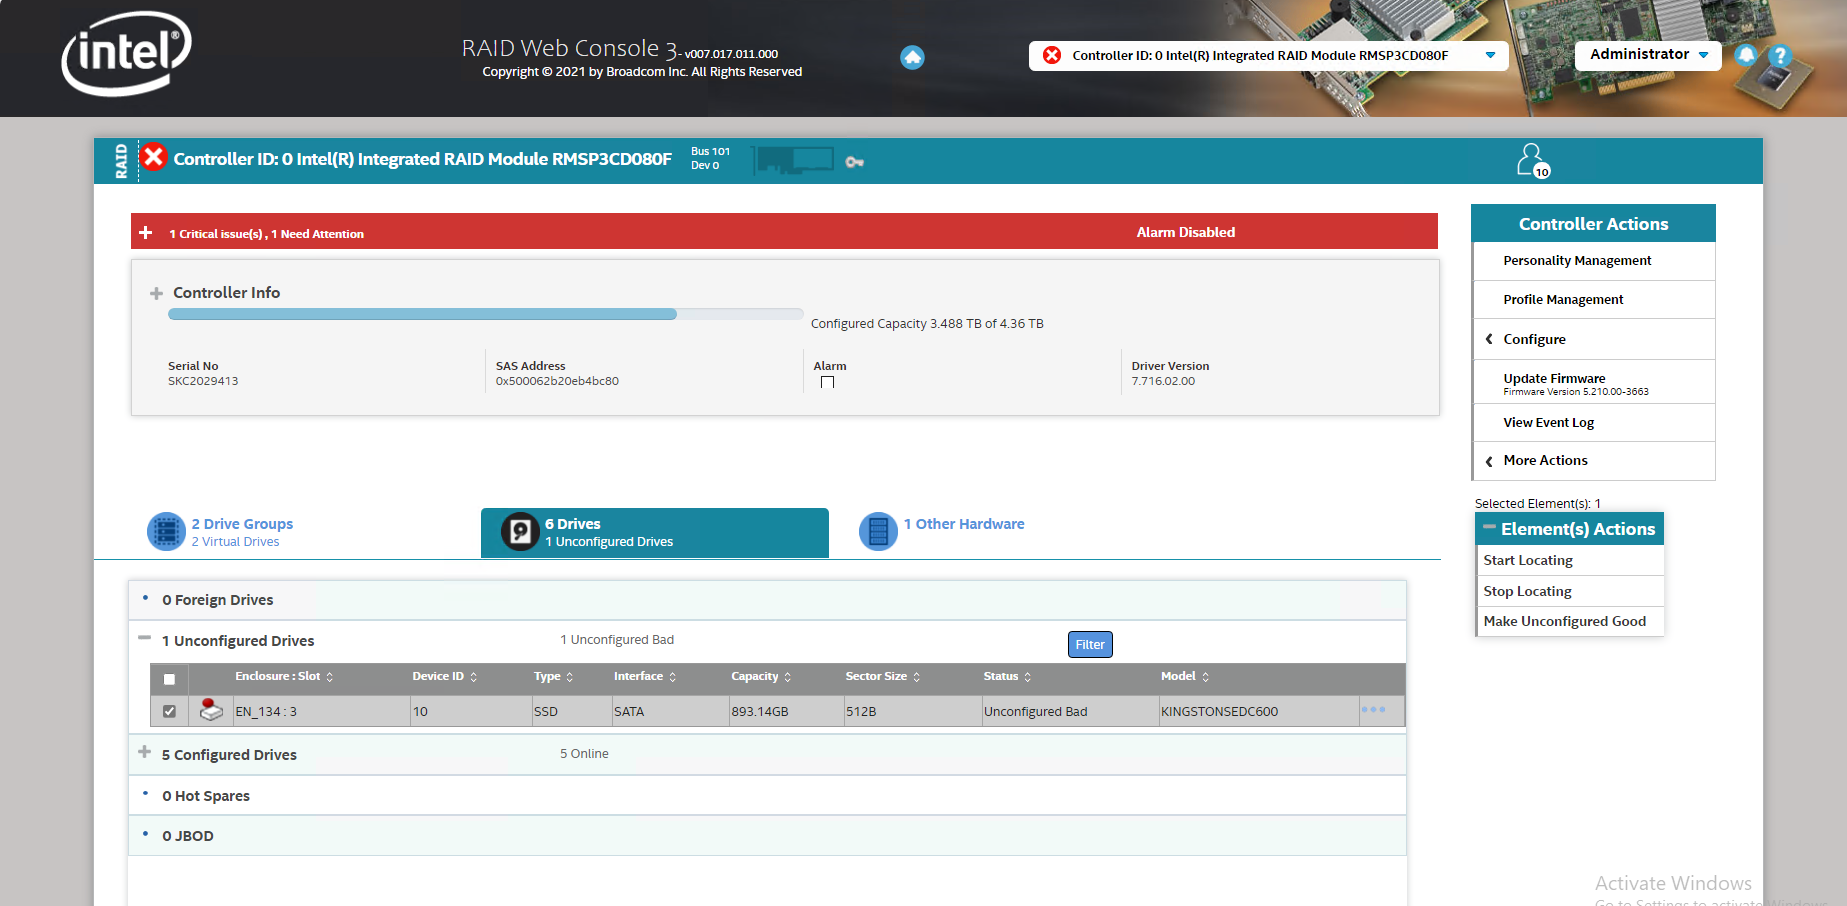 intel®
RAID Web Console 3- v007.017.011.000
Copyright © 2021 by Broadcom Inc. All Rights Reserved
Controller ID: 0 Intel(R) Integrated RAID Module RMSP3CD080F
Administrator
?
RAID
Controller ID: 0 Intel(R) Integrated RAID Module RMSP3CD080F
Bus 101
Dev 0
10
1 Critical issue(s) , 1 Need Attention
Alarm Disabled
Controller Info
Configured Capacity 3.488 TB of 4.36 TB
Serial No
SKC2029413
SAS Address
0x500062b20eb4bc80
Alarm
Driver Version
7.716.02.00
Controller Actions
Personality Management
Profile Management
Configure
Update Firmware
Firmware Version 5.210.00-3663
View Event Log
More Actions
Selected Element(s): 1
Element(s) Actions
Start Locating
Stop Locating
Make Unconfigured Good
2 Drive Groups
2 Virtual Drives
6 Drives
1 Unconfigured Drives
1 Other Hardware
0 Foreign Drives
1 Unconfigured Drives 1 Unconfigured Bad Filter
Enclosure : Slot Device ID Type Interface Capacity Sector Size Status Model
EN_134 : 3 10 SSD SATA 893.14GB 512B Unconfigured Bad KINGSTONSEDC600
5 Configured Drives 5 Online
0 Hot Spares
0 JBOD
Activate Windows
Go to Settings to activate Windows.